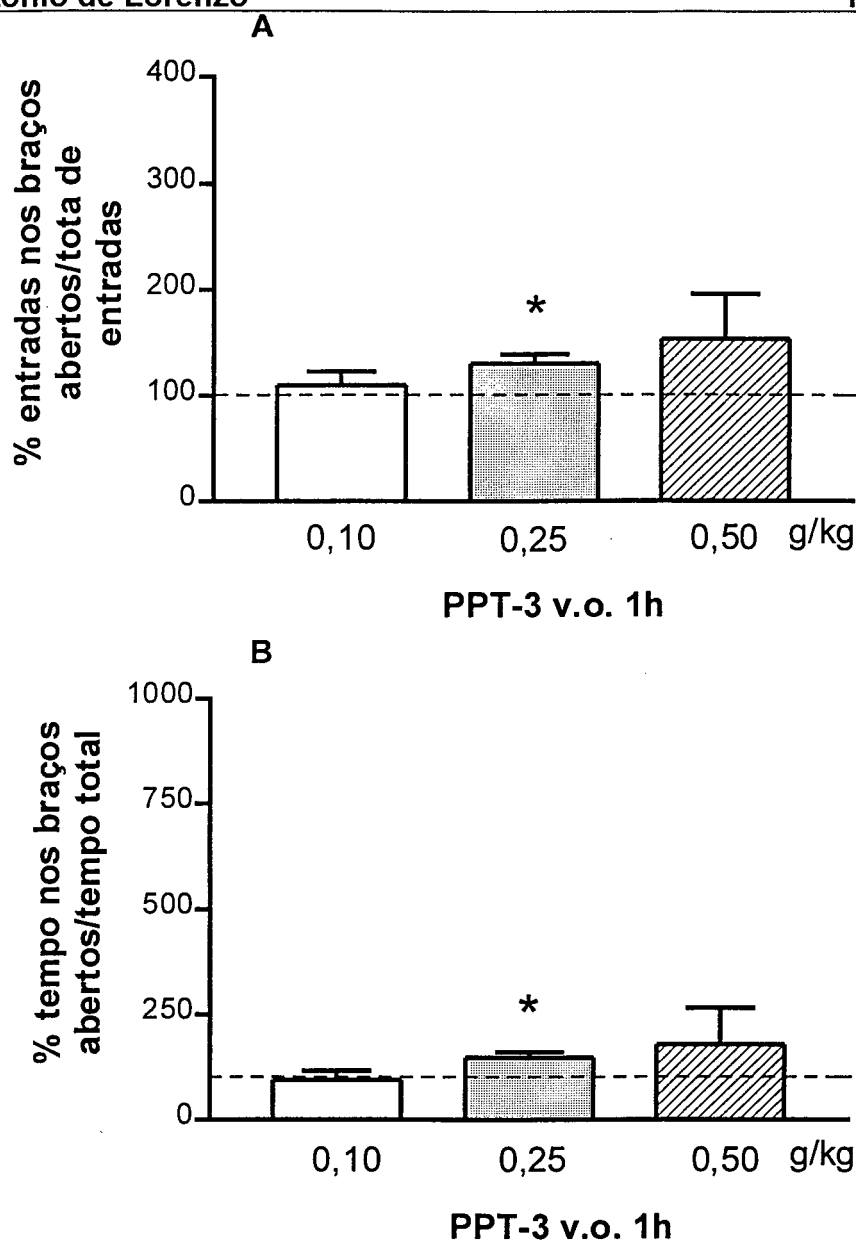 de Lorenzo
A
% entradas nos braços
abertos/tota de
entradas
400
300
200
100
0
*
0,10
0,25
0,50
g/kg
PPT-3 v.o. 1h
B
% tempo nos braços
abertos/tempo total
1000
750
500
250
0
*
0,10
0,25
0,50
g/kg
PPT-3 v.o. 1h